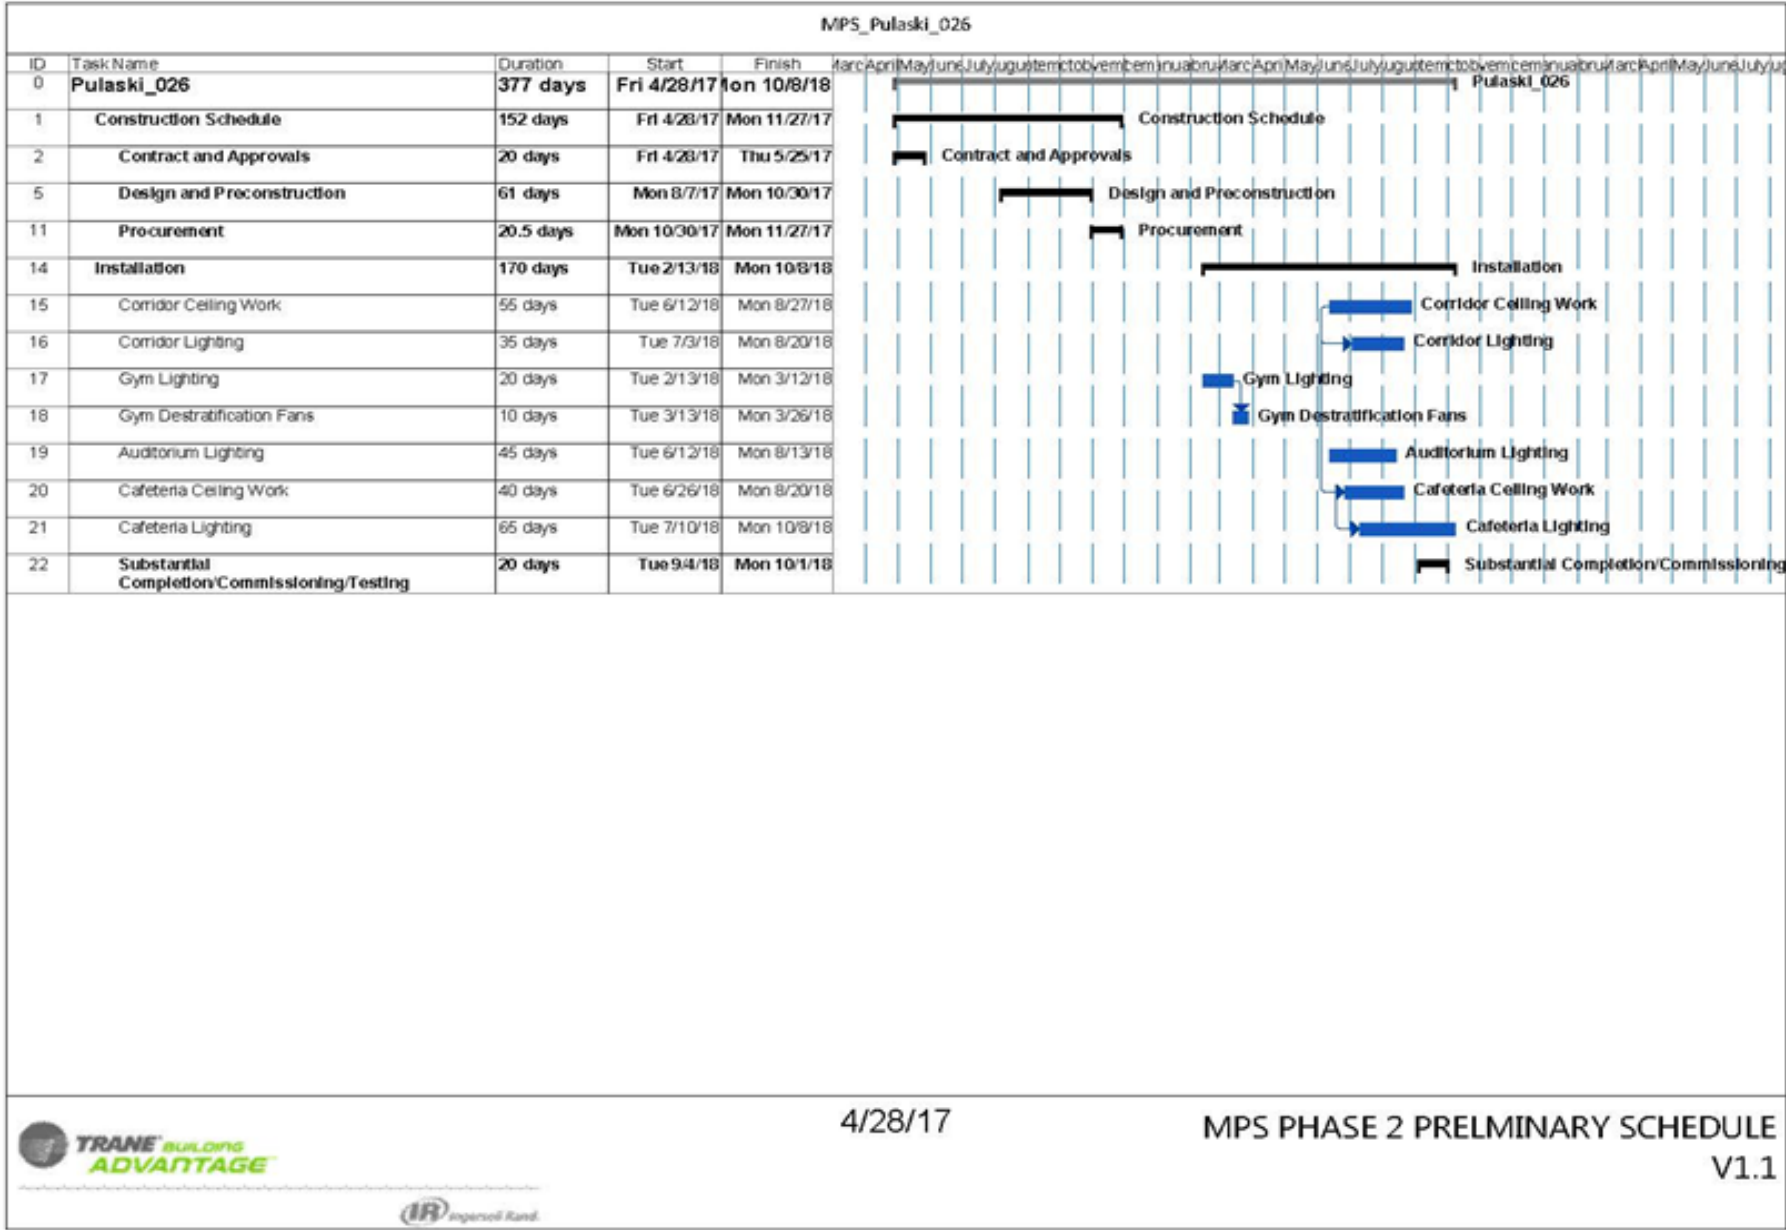 MPS_Pulaski_026
ID Task Name Duration Start Finish
0 Pulaski_026 377 days Fri 4/28/17 10/8/18 Pulaski_026
1 Construction Schedule 152 days Fri 4/28/17 Mon 11/27/17 Construction Schedule
2 Contract and Approvals 20 days Fri 4/28/17 Thu 5/25/17 Contract and Approvals
5 Design and Preconstruction 61 days Mon 8/7/17 Mon 10/30/17 Design and Preconstruction
11 Procurement 20.5 days Mon 10/30/17 Mon 11/27/17 Procurement
14 Installation 170 days Tue 2/13/18 Mon 10/8/18 Installation
15 Corridor Ceiling Work 55 days Tue 6/12/18 Mon 8/27/18 Corridor Ceiling Work
16 Corridor Lighting 35 days Tue 7/3/18 Mon 8/20/18 Corridor Lighting
17 Gym Lighting 20 days Tue 2/13/18 Mon 3/12/18 Gym Lighting
18 Gym Destratification Fans 10 days Tue 3/13/18 Mon 3/26/18 Gym Destratification Fans
19 Auditorium Lighting 45 days Tue 6/12/18 Mon 8/13/18 Auditorium Lighting
20 Cafeteria Ceiling Work 40 days Tue 6/26/18 Mon 8/20/18 Cafeteria Ceiling Work
21 Cafeteria Lighting 65 days Tue 7/10/18 Mon 10/8/18 Cafeteria Lighting
22 Substantial 20 days Tue 9/4/18 Mon 10/1/18 Substantial Completion/Commissioning
Completion/Commissioning/Testing
4/28/17
MPS PHASE 2 PRELMINARY SCHEDULE
V1.1
TRANE BUILDING
ADVANTAGE
IR Ingersoll Rand.